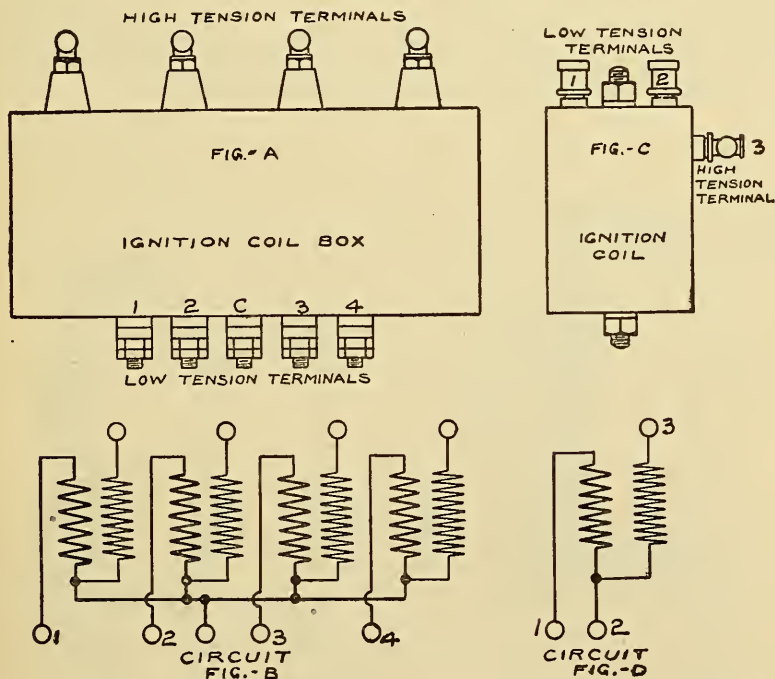 HIGH TENSION TERMINALS
FIG.-A
IGNITION COIL BOX
1 2 C 3 4
LOW TENSION TERMINALS
LOW TENSION
TERMINALS
1 2
3
FIG.-C
HIGH
TENSION
TERMINAL
IGNITION
COIL
1 2 3 4
CIRCUIT
FIG.-B
3
1 2
CIRCUIT
FIG.-D